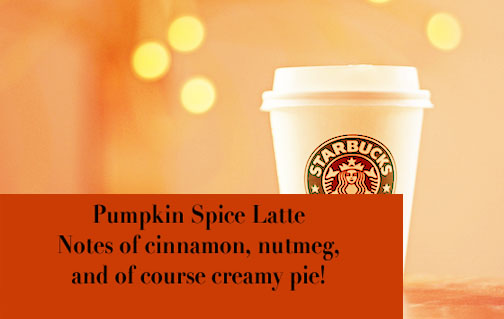 STARBUCKS
Pumpkin Spice Latte
Notes of cinnamon, nutmeg,
and of course creamy pie!